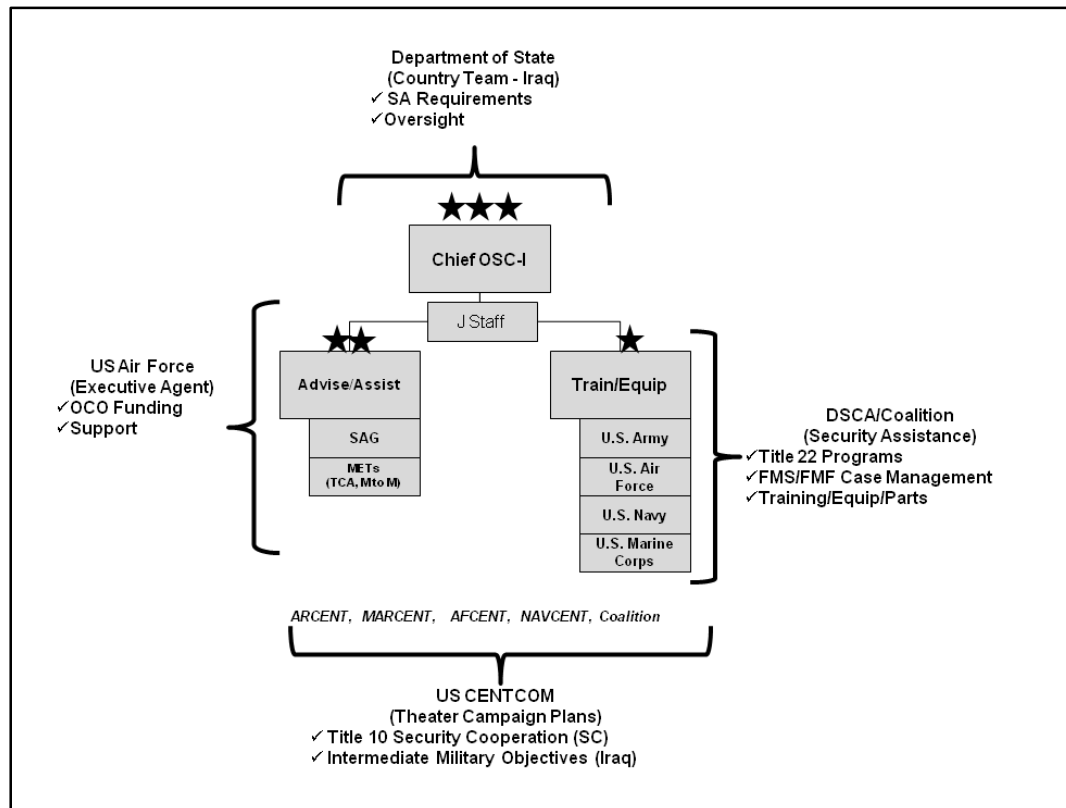 Department of State
(Country Team - Iraq)
✓ SA Requirements
✓Oversight
Chief OSC-I
J Staff
US Air Force
(Executive Agent)
✓OCO Funding
✓Support
Advise/Assist
SAG
METs
(TCA, M to M)
Train/Equip
U.S. Army
U.S. Air
Force
U.S. Navy
U.S. Marine
Corps
DSCA/Coalition
(Security Assistance)
✓Title 22 Programs
✓FMS/FMF Case Management
✓Training/Equip/Parts
ARCENT, MARCENT, AFCENT, NAVCENT, Coalition
US CENTCOM
(Theater Campaign Plans)
✓ Title 10 Security Cooperation (SC)
✓ Intermediate Military Objectives (Iraq)